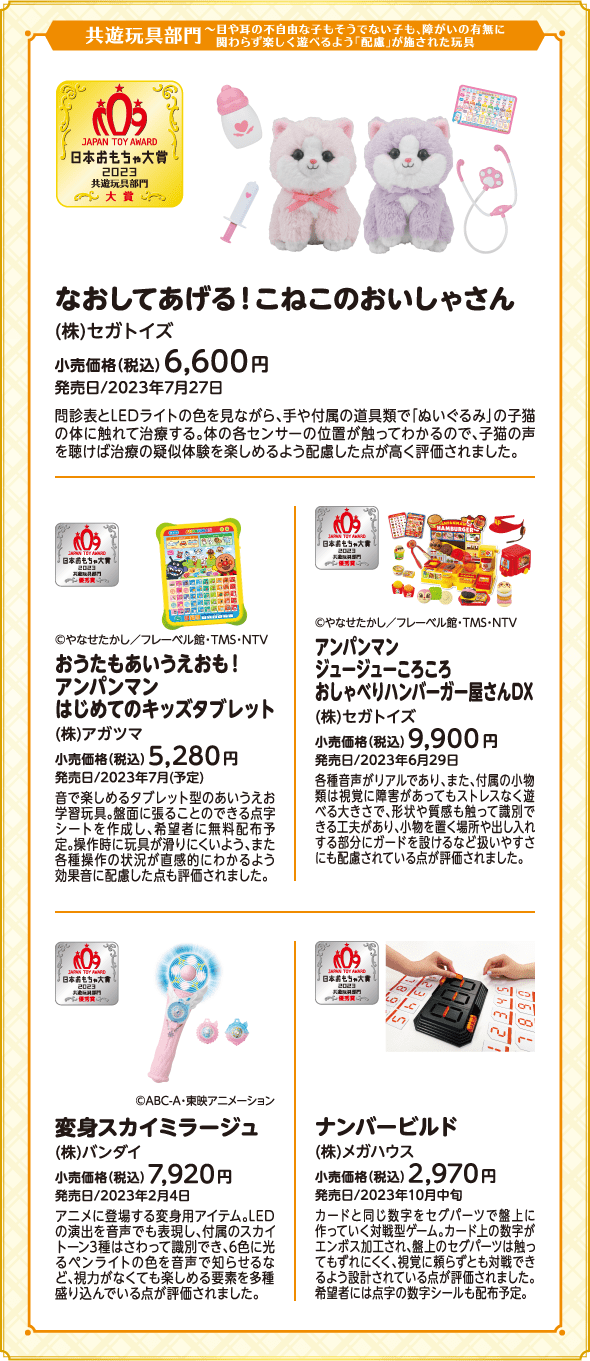 共遊玩具部門 ～目や耳の不自由な子もそうでない子も、障がいの有無に
関わらず楽しく遊べるよう「配慮」が施された玩具
JAPAN TOY AWARD
日本おもちゃ大賞
2023
共遊玩具部門
大賞
なおしてあげる！こねこのおいしゃさん
(株)セガトイズ
小売価格(税込)6,600円
発売日/2023年7月27日
問診表とLEDライトの色を見ながら、手や付属の道具類で「ぬいぐるみ」の子猫
の体に触れて治療する。体の各センサーの位置が触ってわかるので、子猫の声
を聴けば治療の疑似体験を楽しめるよう配慮した点が高く評価されました。
JAPAN TOY AWARD
日本おもちゃ大賞
2023
共遊玩具部門
優秀賞
©やなせたかし／フレーベル館・TMS・NTV
おうたもあいうえおも！
アンパンマン
はじめてのキッズタブレット
(株)アガツマ
小売価格(税込)5,280円
発売日/2023年7月(予定)
音で楽しめるタブレット型のあいうえお
学習玩具。盤面に張ることのできる点字
シートを作成し、希望者に無料配布予
定。操作時に玩具が滑りにくいよう、また
各種操作の状況が直感的にわかるよう
効果音に配慮した点も評価されました。
JAPAN TOY AWARD
日本おもちゃ大賞
2023
共遊玩具部門
優秀賞
HAMBURGER
©やなせたかし／フレーベル館・TMS・NTV
アンパンマン
ジュージューころころ
おしゃべりハンバーガー屋さんDX
(株)セガトイズ
小売価格(税込)9,900円
発売日/2023年6月29日
各種音声がリアルであり、また、付属の小物
類は視覚に障害があってもストレスなく遊
べる大きさで、形状や質感も触って識別で
きる工夫があり、小物を置く場所や出し入れ
する部分にガードを設けるなど扱いやすさ
にも配慮されている点が評価されました。
JAPAN TOY AWARD
日本おもちゃ大賞
2023
共遊玩具部門
優秀賞
©ABC-A・東映アニメーション
変身スカイミラージュ
(株)バンダイ
小売価格(税込)7,920円
発売日/2023年2月4日
アニメに登場する変身用アイテム。LED
の演出を音声でも表現し、付属のスカイ
トーン3種はさわって識別でき、6色に光
るペンライトの色を音声で知らせるな
ど、視力がなくても楽しめる要素を多種
盛り込んでいる点が評価されました。
JAPAN TOY AWARD
日本おもちゃ大賞
2023
共遊玩具部門
優秀賞
ナンバービルド
(株)メガハウス
小売価格(税込)2,970円
発売日/2023年10月中旬
カードと同じ数字をセグパーツで盤上に
作っていく対戦型ゲーム。カード上の数字が
エンボス加工され、盤上のセグパーツは触っ
てもずれにくく、視覚に頼らずとも対戦でき
るよう設計されている点が評価されました。
希望者には点字の数字シールも配布予定。